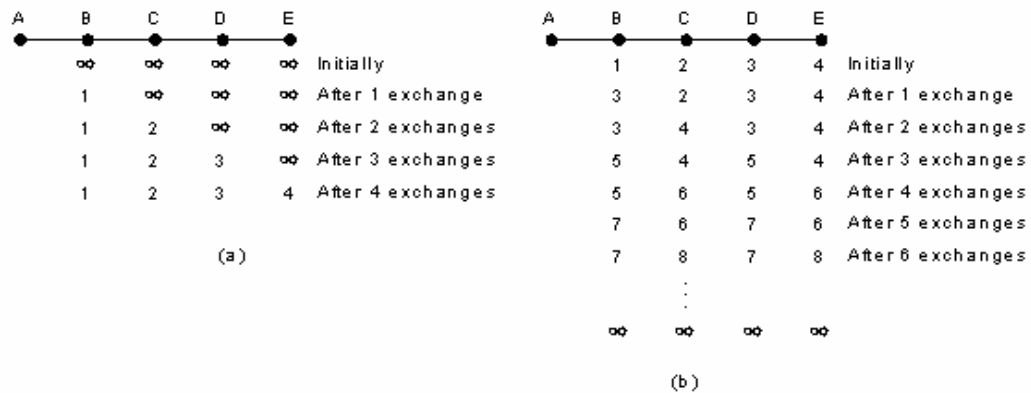 A B C D E
∞ ∞ ∞ ∞ Initially
1 ∞ ∞ ∞ After 1 exchange
1 2 ∞ ∞ After 2 exchanges
1 2 3 ∞ After 3 exchanges
1 2 3 4 After 4 exchanges
(a)
A B C D E
1 2 3 4 Initially
3 2 3 4 After 1 exchange
3 4 3 4 After 2 exchanges
5 4 5 4 After 3 exchanges
5 6 5 6 After 4 exchanges
7 6 7 6 After 5 exchanges
7 8 7 8 After 6 exchanges
⋮
∞ ∞ ∞ ∞
(b)